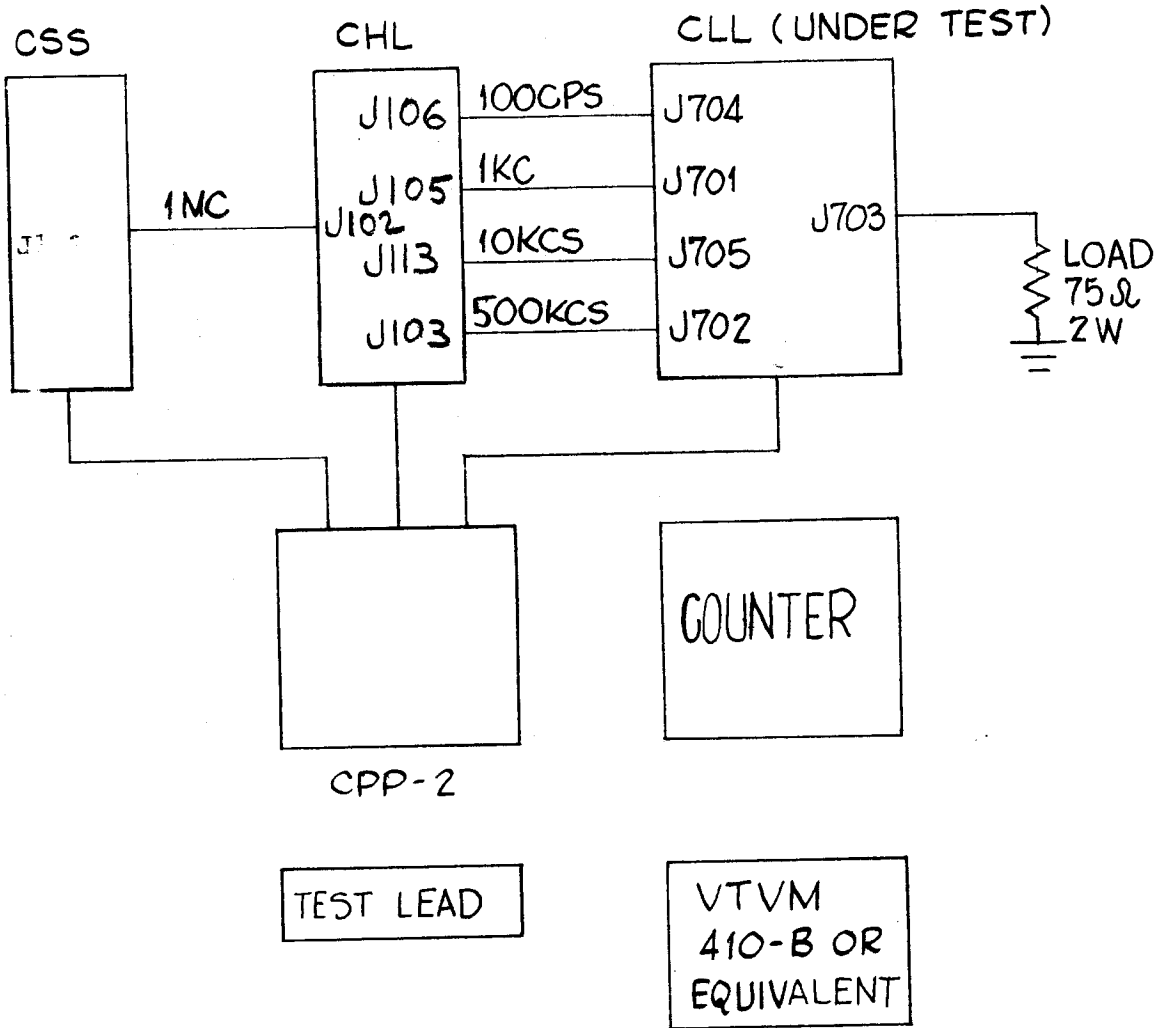 CSS
CHL
CLL (UNDER TEST)
J106
100CPS
J704
J105
1KC
J701
1MC
J102
J703
J113
10KCS
J705
LOAD
75Ω
2W
J103
500KCS
J702
COUNTER
CPP-2
TEST LEAD
VTVM
410-B OR
EQUIVALENT